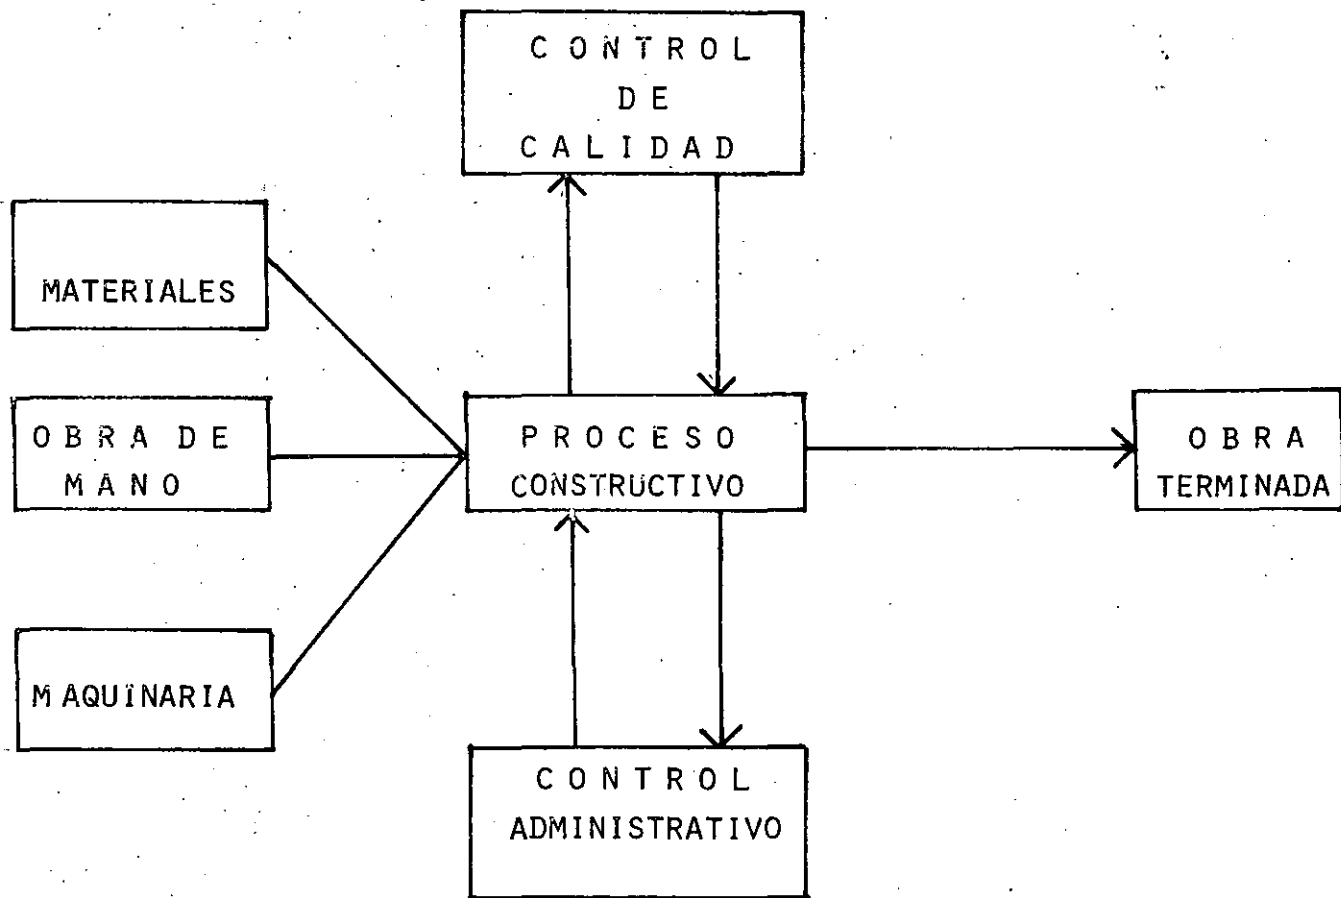 CONTROL
DE
CALIDAD
MATERIALES
OBRA DE
MANO
MAQUINARIA
PROCESO
CONSTRUCTIVO
OBRA
TERMINADA
CONTROL
ADMINISTRATIVO